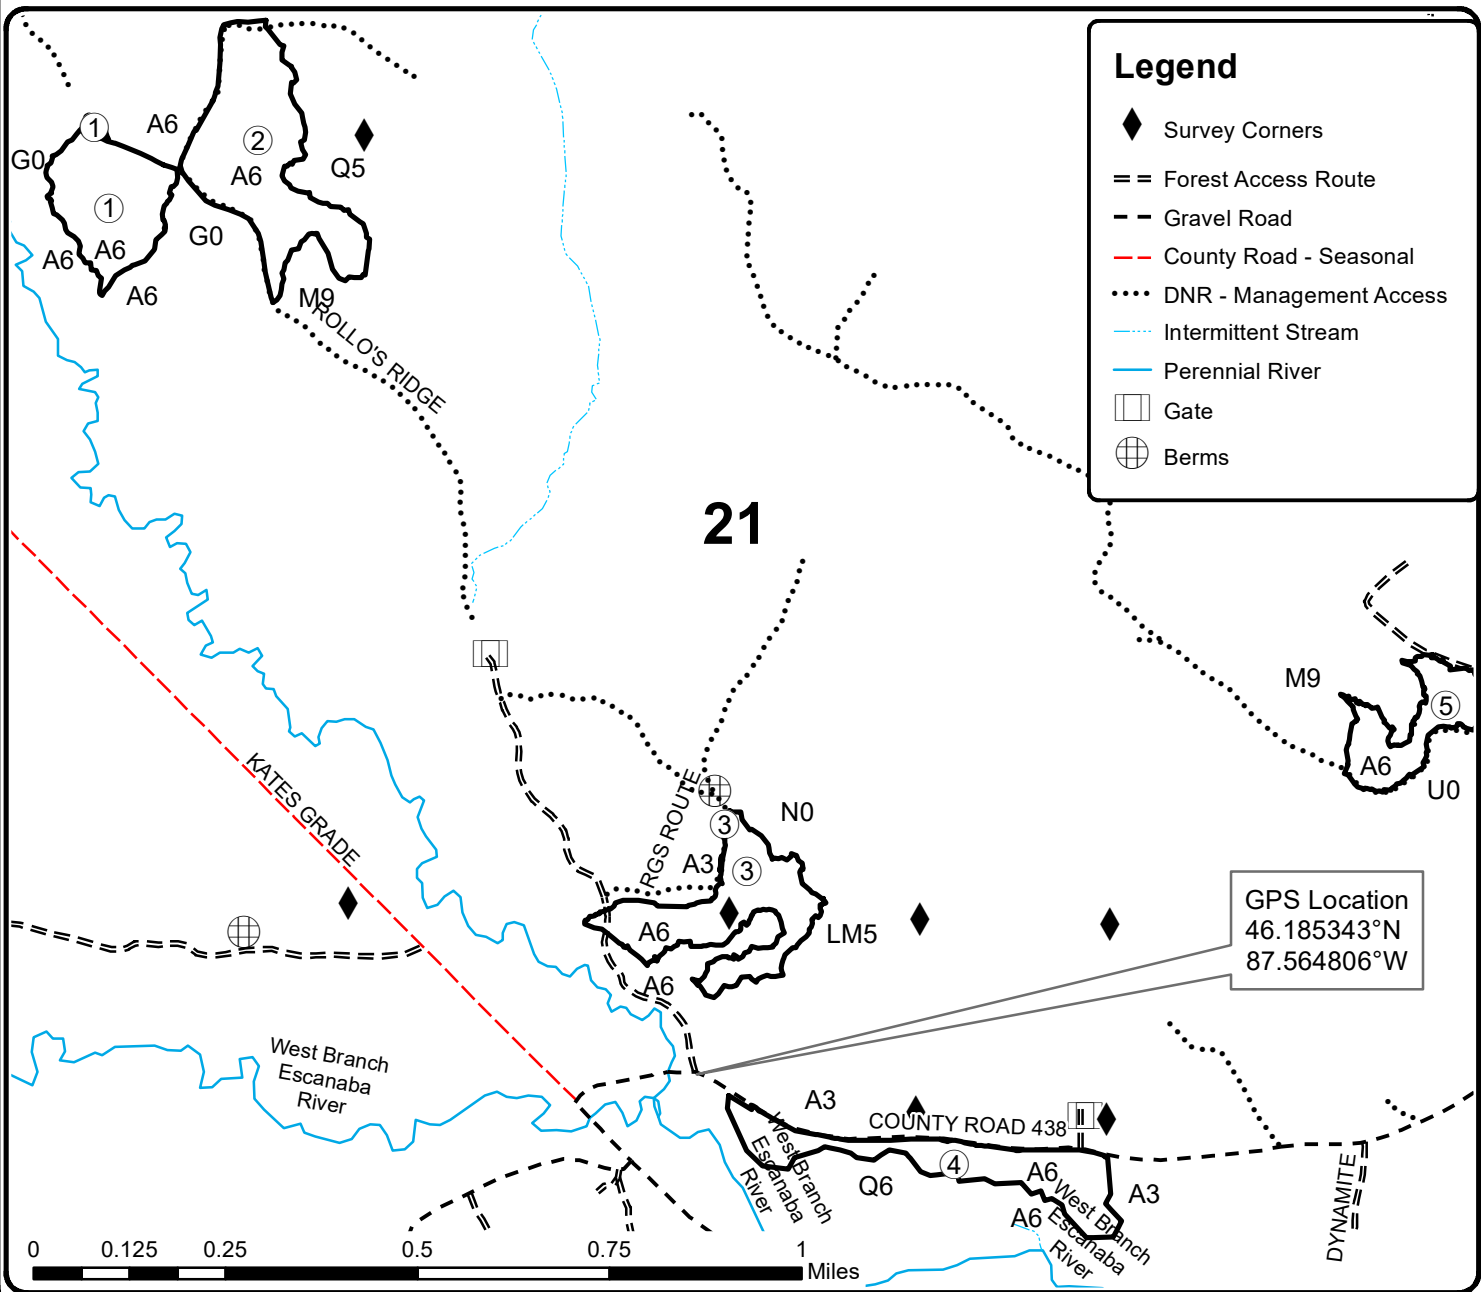 Legend
Survey Corners
Forest Access Route
Gravel Road
County Road - Seasonal
DNR - Management Access
Intermittent Stream
Perennial River
Gate
Berms
1
A6
2
A6
Q5
G0
1
A6
A6
A6
G0
M9
ROLLO'S RIDGE
21
M9
5
A6
U0
KATES GRADE
RGS ROUTE
N0
3
A3
3
A6
LM5
A6
GPS Location
46.185343°N
87.564806°W
West Branch
Escanaba
River
A3
COUNTY ROAD 438
West Branch
Escanaba
River
4
Q6
A6
A3
A6
West Branch
Escanaba
River
DYNAMITE
0 0.125 0.25 0.5 0.75 1
Miles